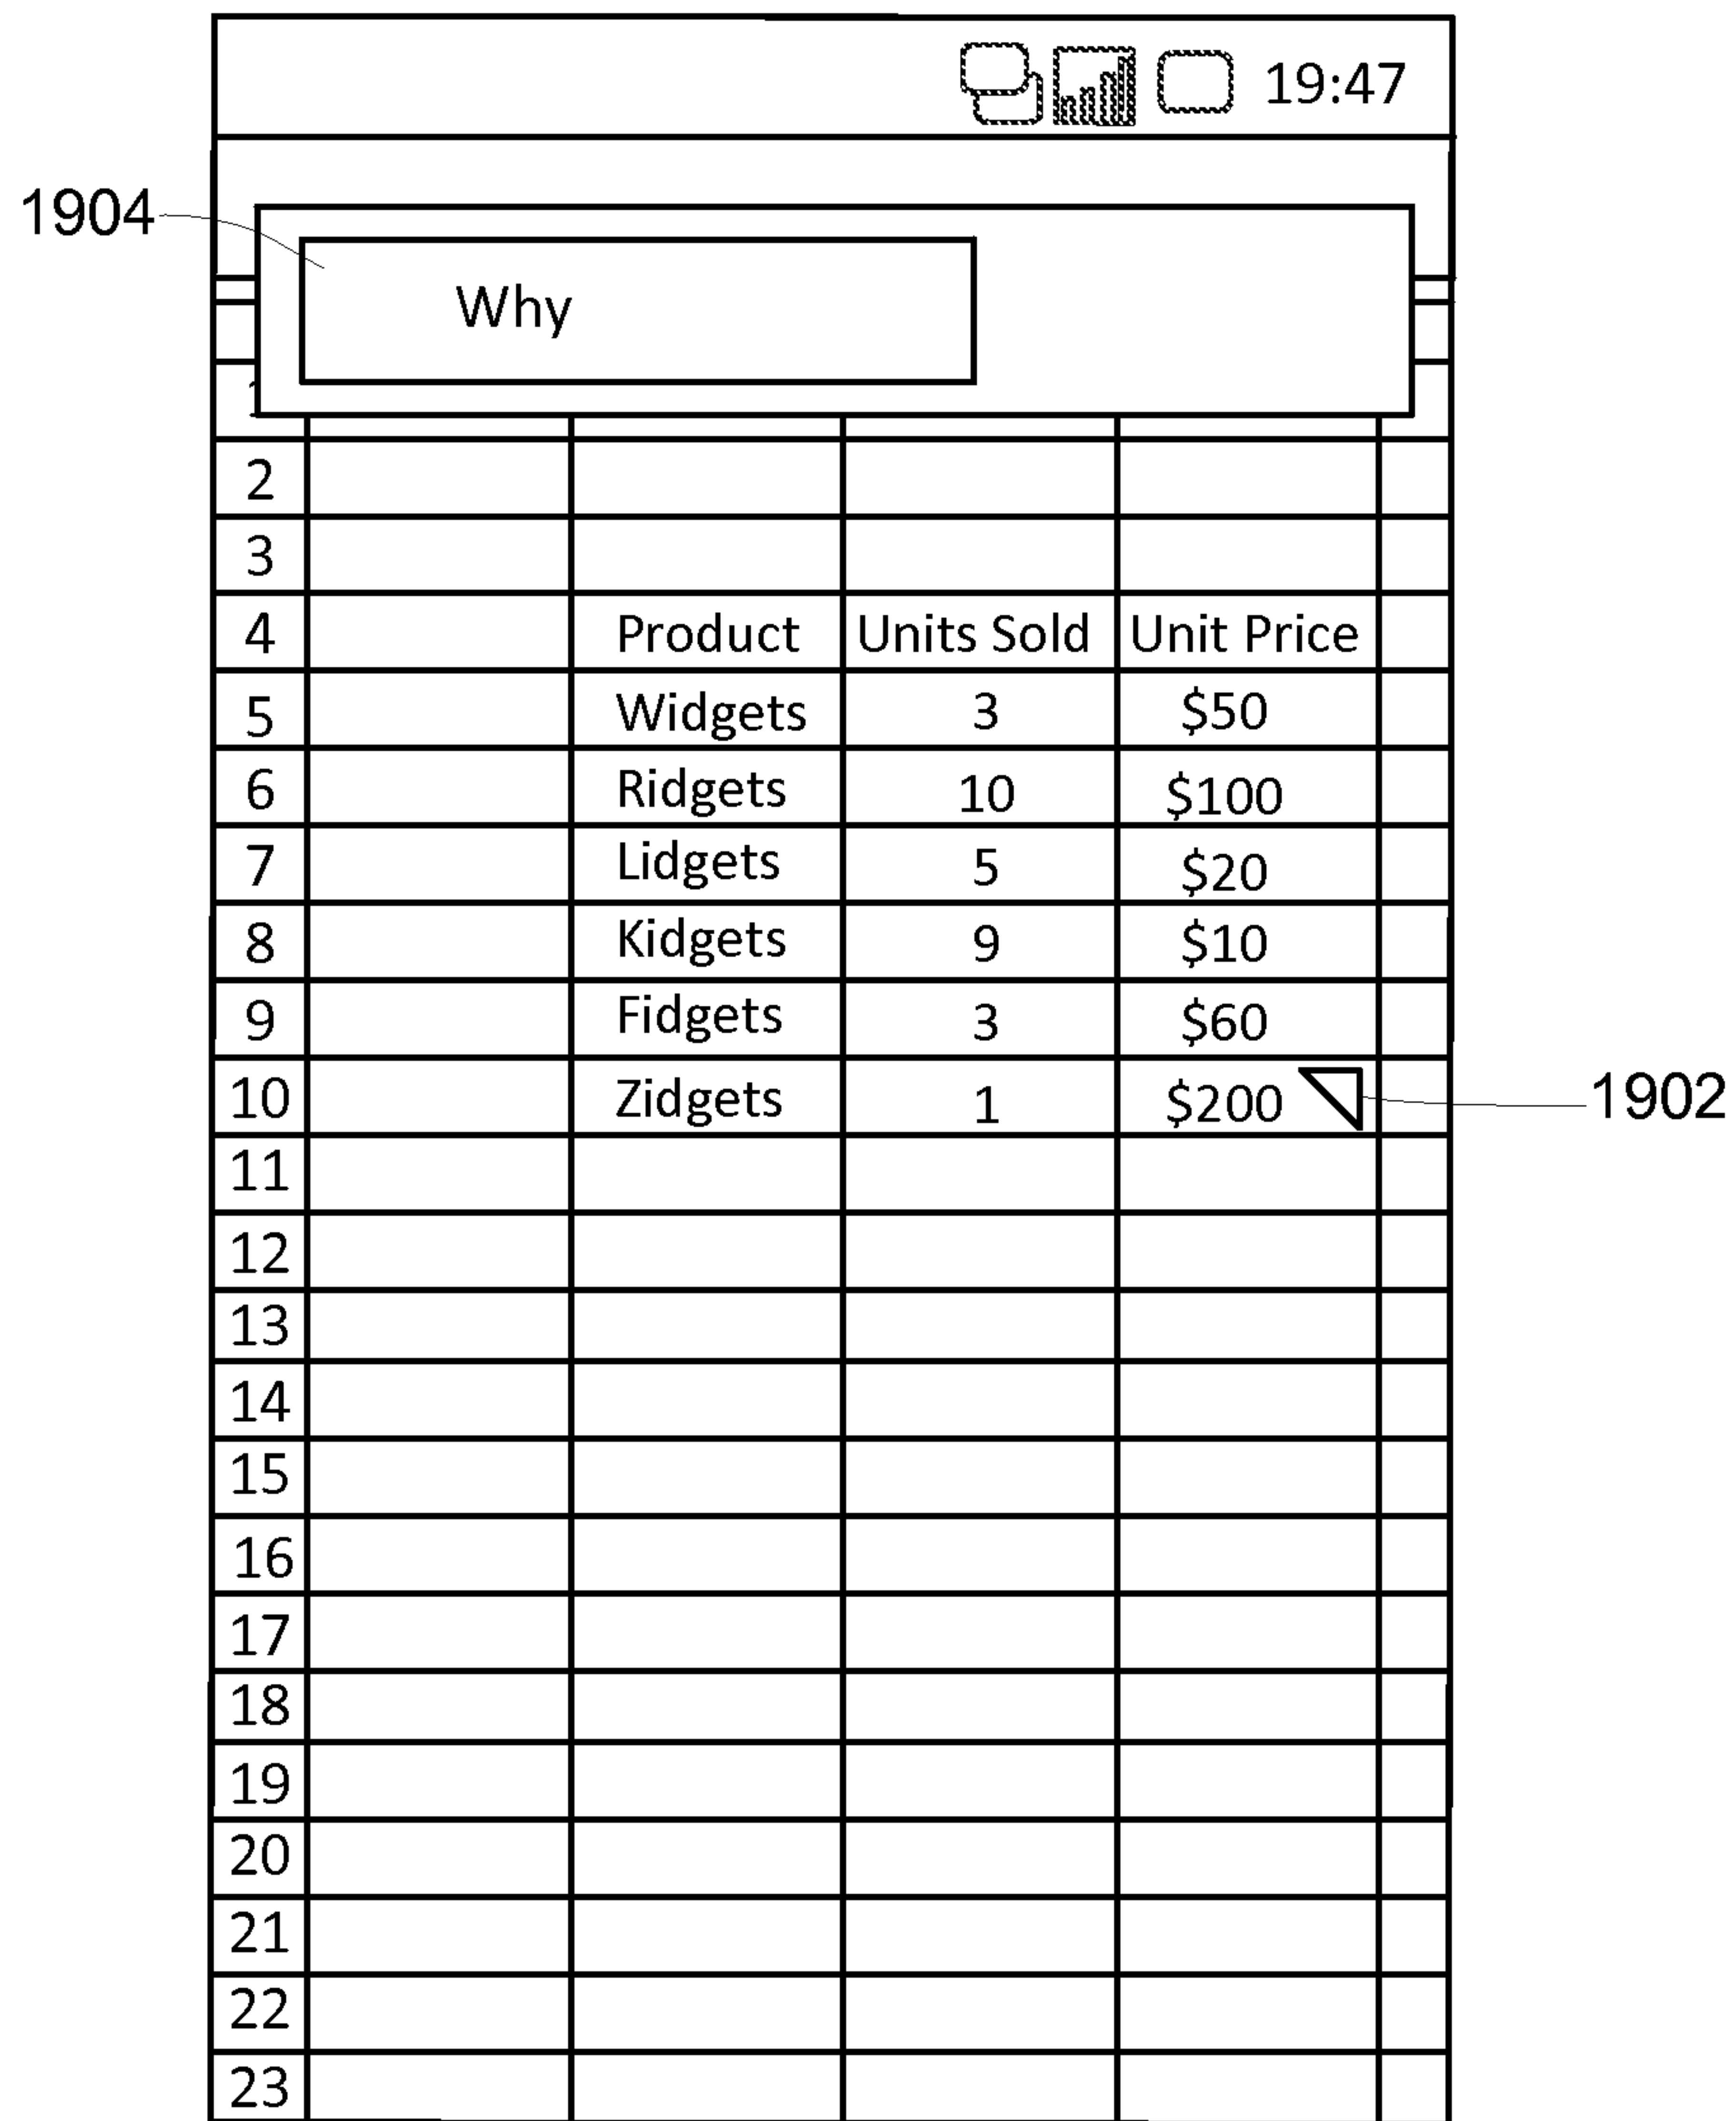 19:47
1904
Why
2
3
4 Product Units Sold Unit Price
5 Widgets 3 $50
6 Ridgets 10 $100
7 Lidgets 5 $20
8 Kidgets 9 $10
9 Fidgets 3 $60
10 Zidgets 1 $200 1902
11
12
13
14
15
16
17
18
19
20
21
22
23